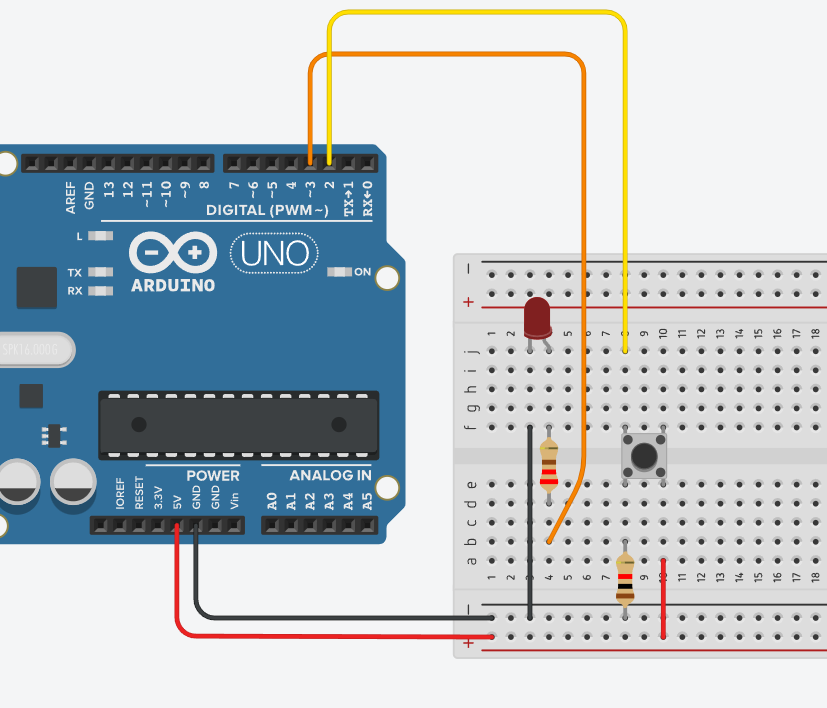 AREF
GND
13
12
~11
~10
~9
8
7
~6
~5
4
~3
2
TX→1
RX←0
DIGITAL (PWM~)
L
TX
RX
ARDUINO
UNO
ON
SPK16.000G
POWER
ANALOG IN
IOREF
RESET
3.3V
5V
GND
GND
Vin
A0
A1
A2
A3
A4
A5
−
+
1 2 5 6 7 8 9 10 11 12 13 14 15 16 17 18
j
i
h
g
f
e
d
c
b
a
1 2 3 4 5 6 7 9 10 11 12 13 14 15 16 17 18
−
+